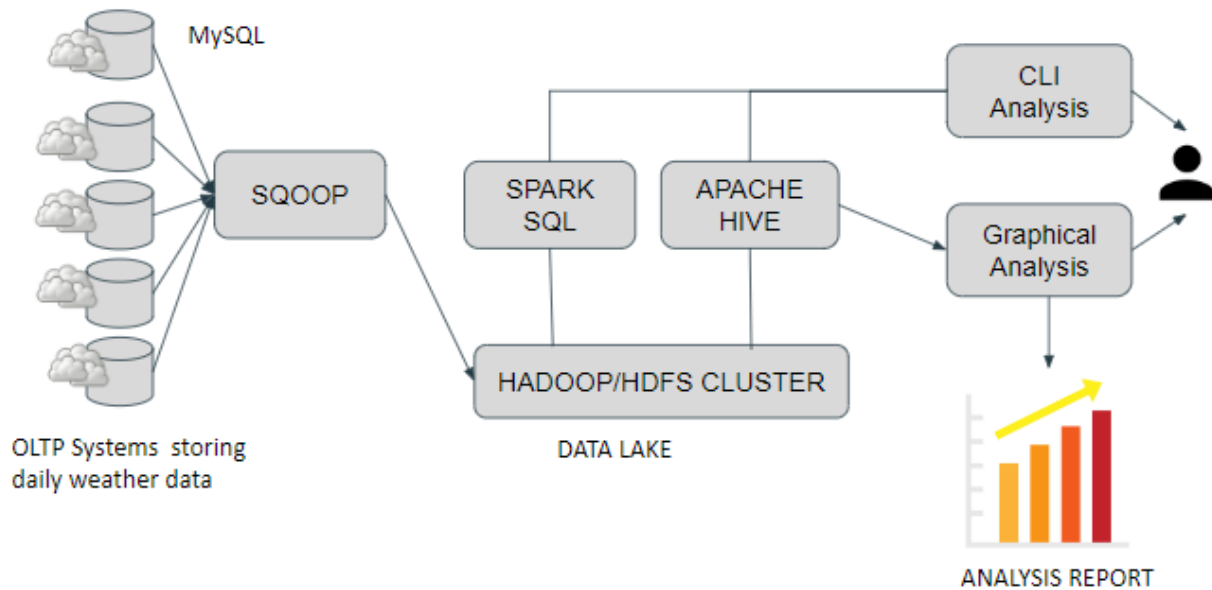 MySQL
CLI
Analysis
SQOOP
SPARK
SQL
APACHE
HIVE
Graphical
Analysis
HADOOP/HDFS CLUSTER
OLTP Systems storing
daily weather data
DATA LAKE
ANALYSIS REPORT